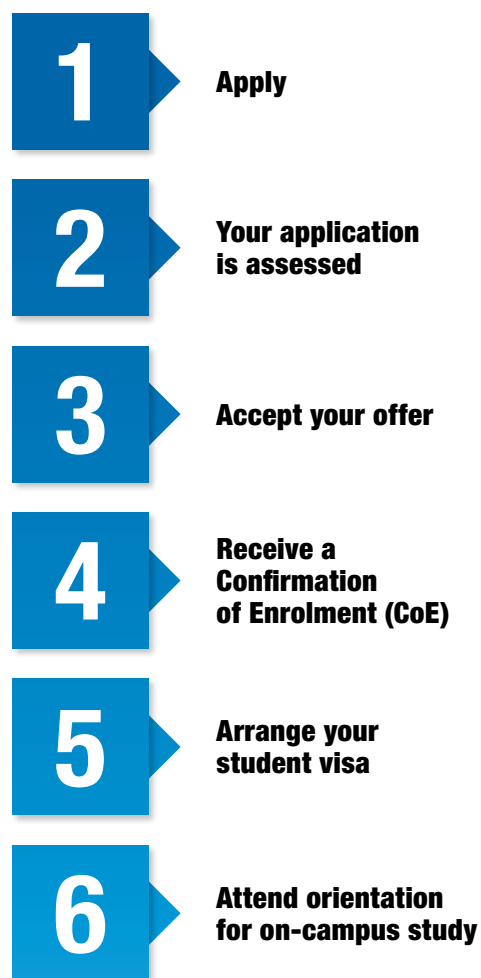 1
Apply
2
Your application
is assessed
3
Accept your offer
4
Receive a
Confirmation
of Enrolment (CoE)
5
Arrange your
student visa
6
Attend orientation
for on-campus study